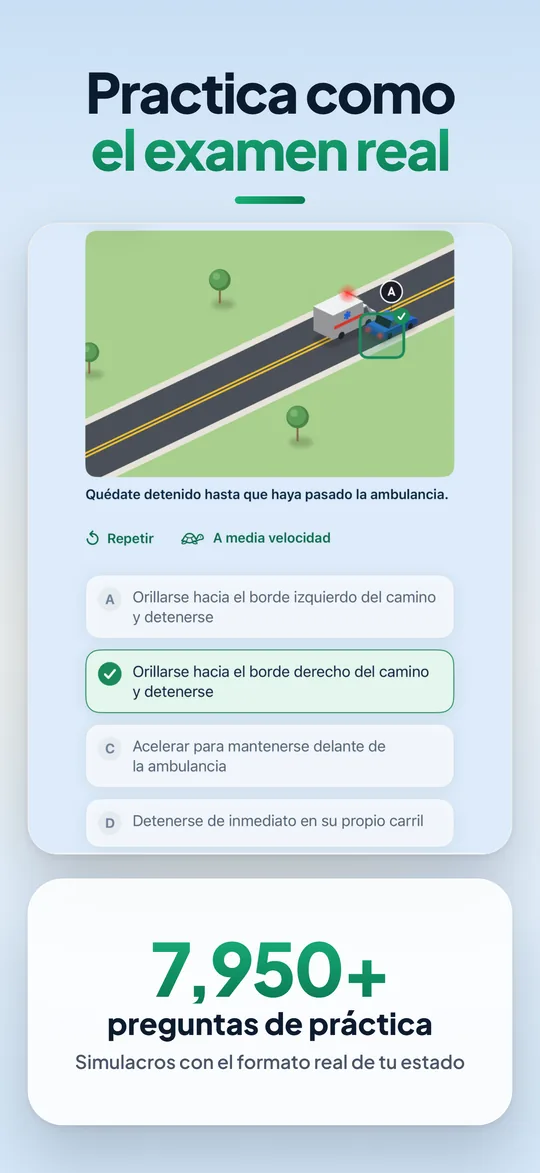 Practica como
el examen real
A
Quédate detenido hasta que haya pasado la ambulancia.
Repetir
A media velocidad
A
Orillarse hacia el borde izquierdo del camino
y detenerse
Orillarse hacia el borde derecho del camino
y detenerse
C
Acelerar para mantenerse delante de
la ambulancia
D
Detenerse de inmediato en su propio carril
7,950+
preguntas de práctica
Simulacros con el formato real de tu estado